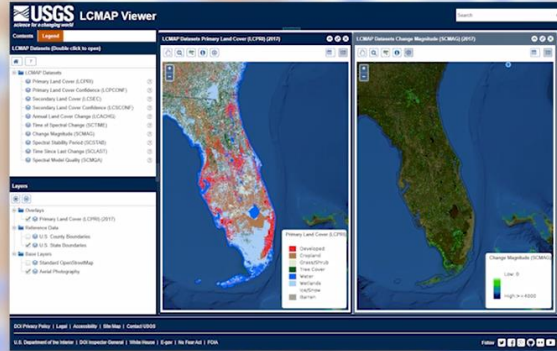 USGS
science for a changing world
LCMAP Viewer
Search
Contents
Legend
LCMAP Datasets (Double click to open)
LCMAP Datasets
Primary Land Cover (LCPRI)
Primary Land Cover Confidence (LCPCONF)
Secondary Land Cover (LCSEC)
Secondary Land Cover Confidence (LCSCONF)
Annual Land Cover Change (LCACHG)
Time of Spectral Change (SCTIME)
Change Magnitude (SCMAG)
Spectral Stability Period (SCSTAB)
Time Since Last Change (SCLAST)
Spectral Model Quality (SCMQA)
Layers
Overlays
Primary Land Cover (LCPRI) (2017)
Reference Data
U.S. County Boundaries
U.S. State Boundaries
Base Layers
Standard OpenStreetMap
Aerial Photography
LCMAP Datasets Primary Land Cover (LCPRI) (2017)
Primary Land Cover (LCPRI)
Developed
Cropland
Grass/Shrub
Tree Cover
Water
Wetlands
Ice/Snow
Barren
LCMAP Datasets Change Magnitude (SCMAG) (2017)
Change Magnitude (SCMAG)
Low: 0
DOI Privacy Policy | Legal | Accessibility | Site Map | Contact USGS
U.S. Department of the Interior | DOI Inspector General | White House | E-gov | No Fear Act | FOIA
Follow